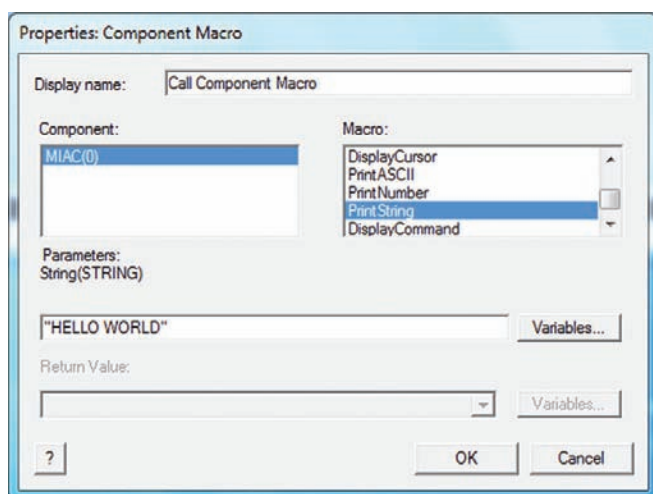 Properties: Component Macro
Display name: Call Component Macro
Component:
MIAC(0)
Macro:
DisplayCursor
PrintASCII
PrintNumber
PrintString
DisplayCommand
Parameters:
String(STRING)
"HELLO WORLD" Variables...
Return Value:
Variables...
? OK Cancel